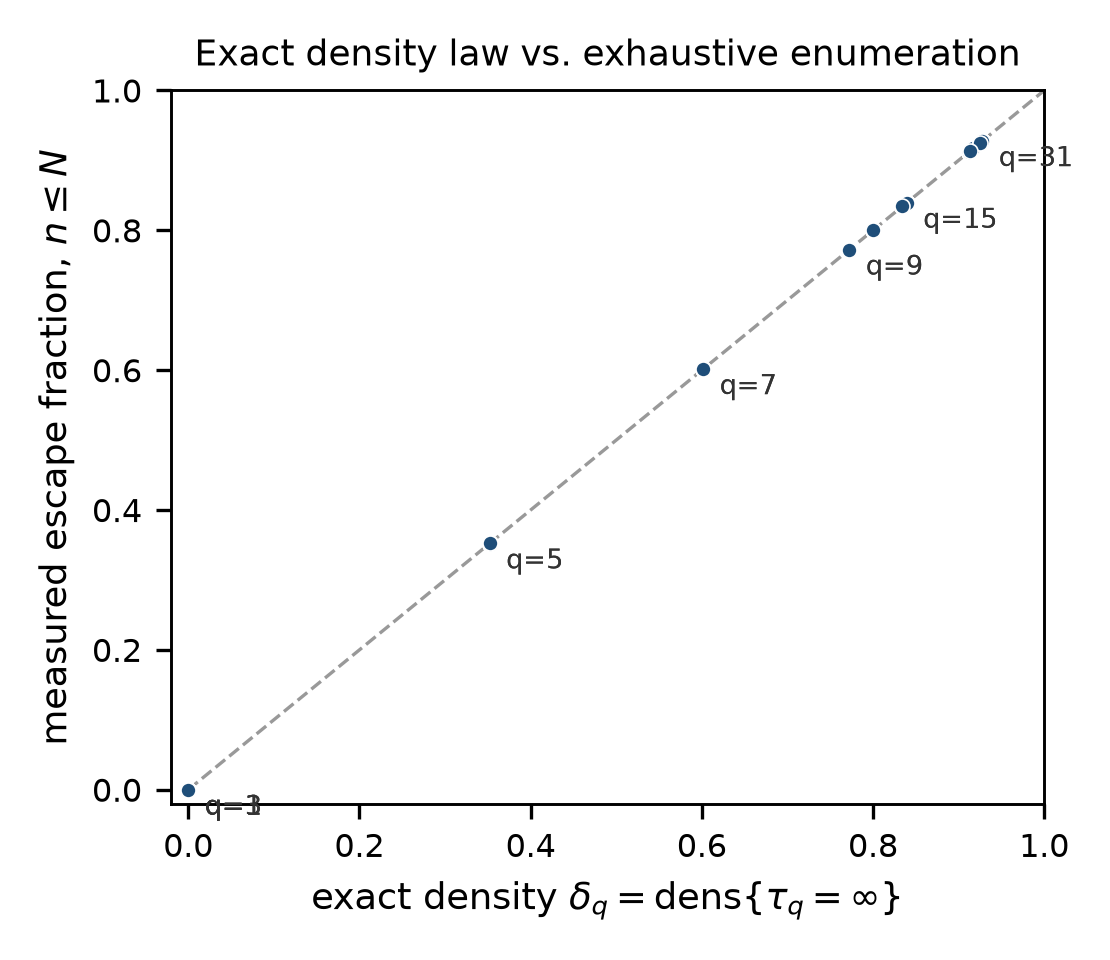 Exact density law vs. exhaustive enumeration
measured escape fraction, n ≤ N
1.0
0.8
0.6
0.4
0.2
0.0
q=31
q=15
q=9
q=7
q=5
0.0 0.2 0.4 0.6 0.8 1.0
exact density δ_q = dens{τ_q = ∞}